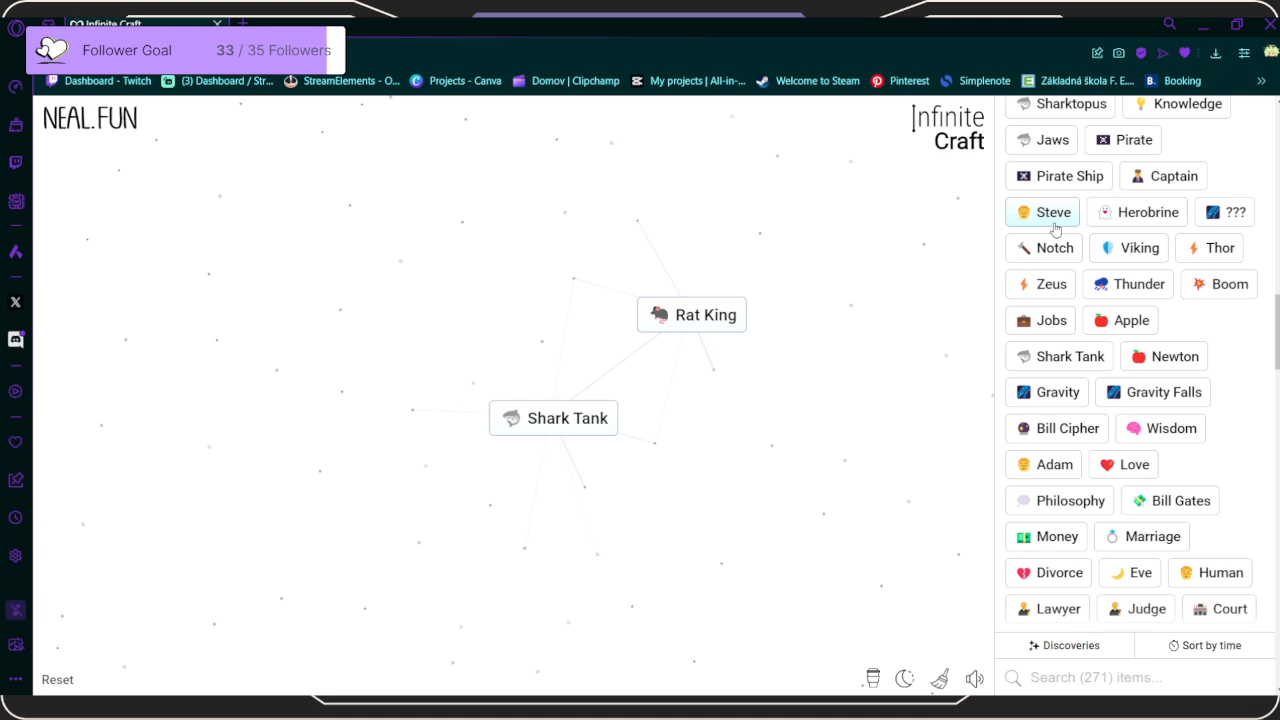 Infinite Craft
Follower Goal 33 / 35 Followers
Dashboard - Twitch (3) Dashboard / Str... StreamElements - O... Projects - Canva Domov | Clipchamp My projects | All-in-... Welcome to Steam Pinterest Simplenote Základná škola F. E... Booking
NEAL.FUN
Infinite
Craft
Sharktopus Knowledge
Jaws Pirate
Pirate Ship Captain
Steve Herobrine ???
Notch Viking Thor
Zeus Thunder Boom
Jobs Apple
Shark Tank Newton
Gravity Gravity Falls
Bill Cipher Wisdom
Adam Love
Philosophy Bill Gates
Money Marriage
Divorce Eve Human
Lawyer Judge Court
Rat King
Shark Tank
Discoveries Sort by time
Search (271) items...
Reset